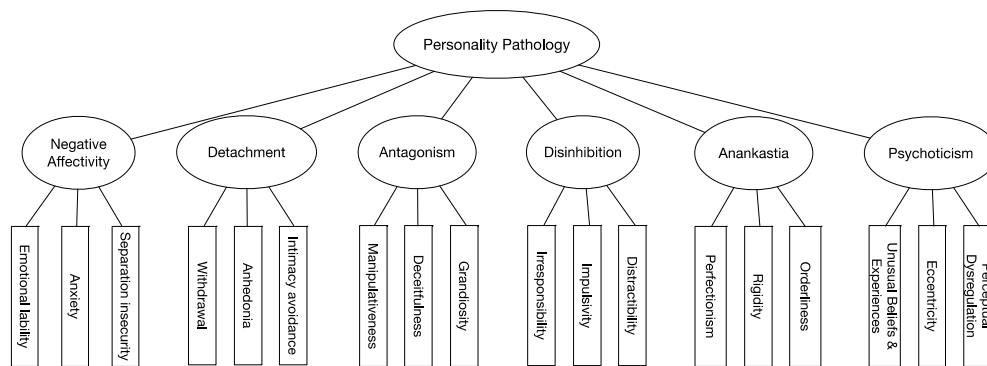 Personality Pathology
Negative
Affectivity
Detachment
Antagonism
Disinhibition
Anankastia
Psychoticism
Emotional lability
Anxiety
Separation insecurity
Withdrawal
Anhedonia
Intimacy avoidance
Manipulativeness
Deceitfulness
Grandiosity
Irresponsibility
Impulsivity
Distractibility
Perfectionism
Rigidity
Orderliness
Unusual Beliefs &
Experiences
Eccentricity
Perceptual
Dysregulation